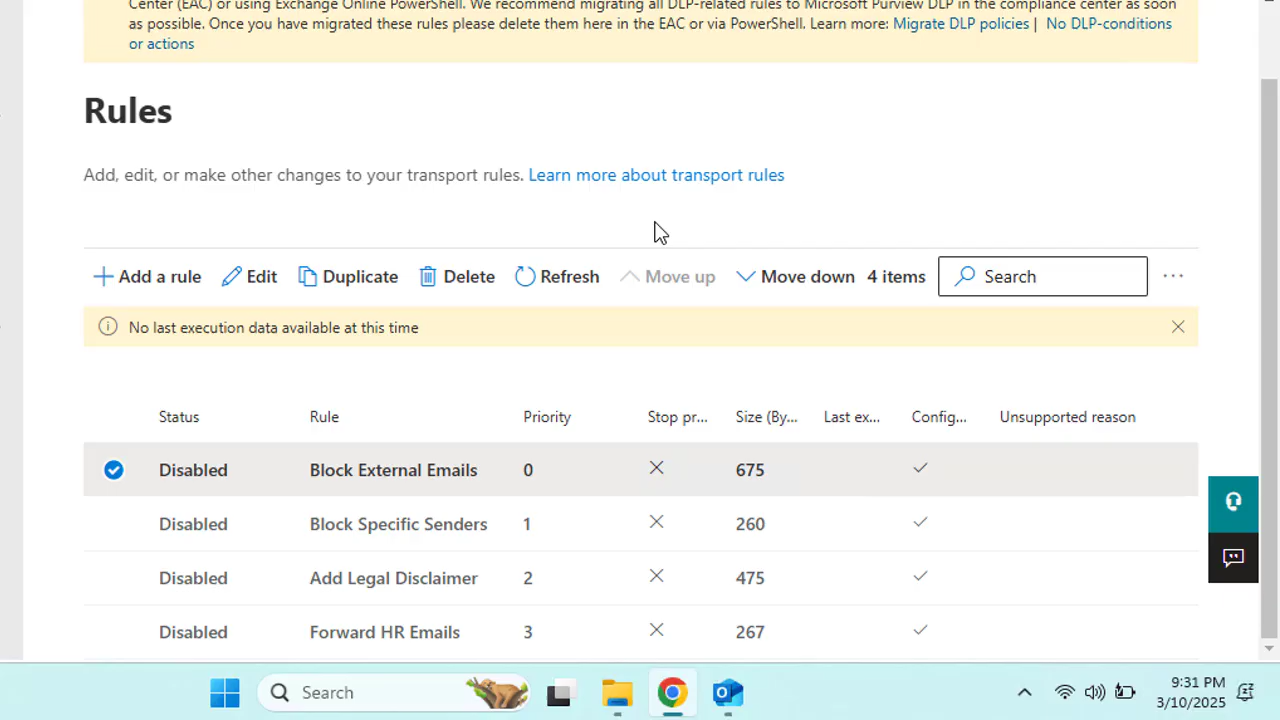 Center (EAC) or using Exchange Online PowerShell. We recommend migrating all DLP-related rules to Microsoft Purview DLP in the compliance center as soon
as possible. Once you have migrated these rules please delete them here in the EAC or via PowerShell. Learn more: Migrate DLP policies | No DLP-conditions
or actions
Rules
Add, edit, or make other changes to your transport rules. Learn more about transport rules
Add a rule Edit Duplicate Delete Refresh Move up Move down 4 items Search ...
No last execution data available at this time
Status Rule Priority Stop pr... Size (By... Last ex... Config... Unsupported reason
Disabled Block External Emails 0 675
Disabled Block Specific Senders 1 260
Disabled Add Legal Disclaimer 2 475
Disabled Forward HR Emails 3 267
Search
9:31 PM
3/10/2025